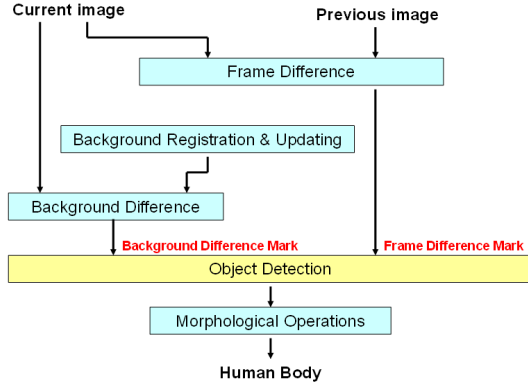 Current image
Previous image
Frame Difference
Background Registration & Updating
Background Difference
Background Difference Mark
Frame Difference Mark
Object Detection
Morphological Operations
Human Body